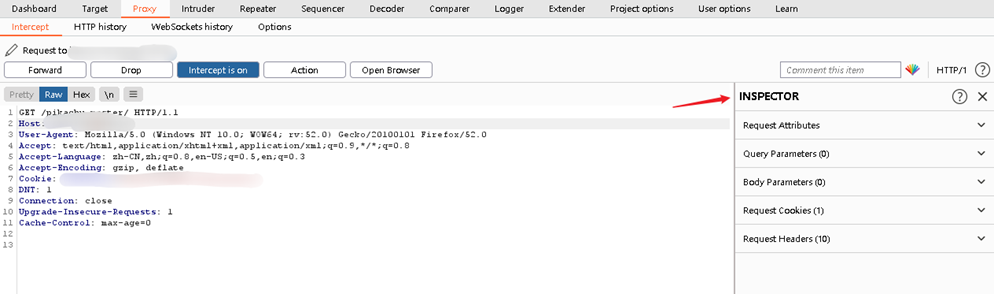 Dashboard Target Proxy Intruder Repeater Sequencer Decoder Comparer Logger Extender Project options User options Learn
Intercept HTTP history WebSockets history Options
Request to
Forward Drop Intercept is on Action Open Browser Comment this item HTTP/1 ?
Pretty Raw Hex \n
INSPECTOR ?
1 GET /pikachu-master/ HTTP/1.1
2 Host:
3 User-Agent: Mozilla/5.0 (Windows NT 10.0; WOW64; rv:52.0) Gecko/20100101 Firefox/52.0
4 Accept: text/html,application/xhtml+xml,application/xml;q=0.9,*/*;q=0.8
5 Accept-Language: zh-CN,zh;q=0.8,en-US;q=0.5,en;q=0.3
6 Accept-Encoding: gzip, deflate
7 Cookie:
8 DNT: 1
9 Connection: close
10 Upgrade-Insecure-Requests: 1
11 Cache-Control: max-age=0
12
13
Request Attributes
Query Parameters (0)
Body Parameters (0)
Request Cookies (1)
Request Headers (10)